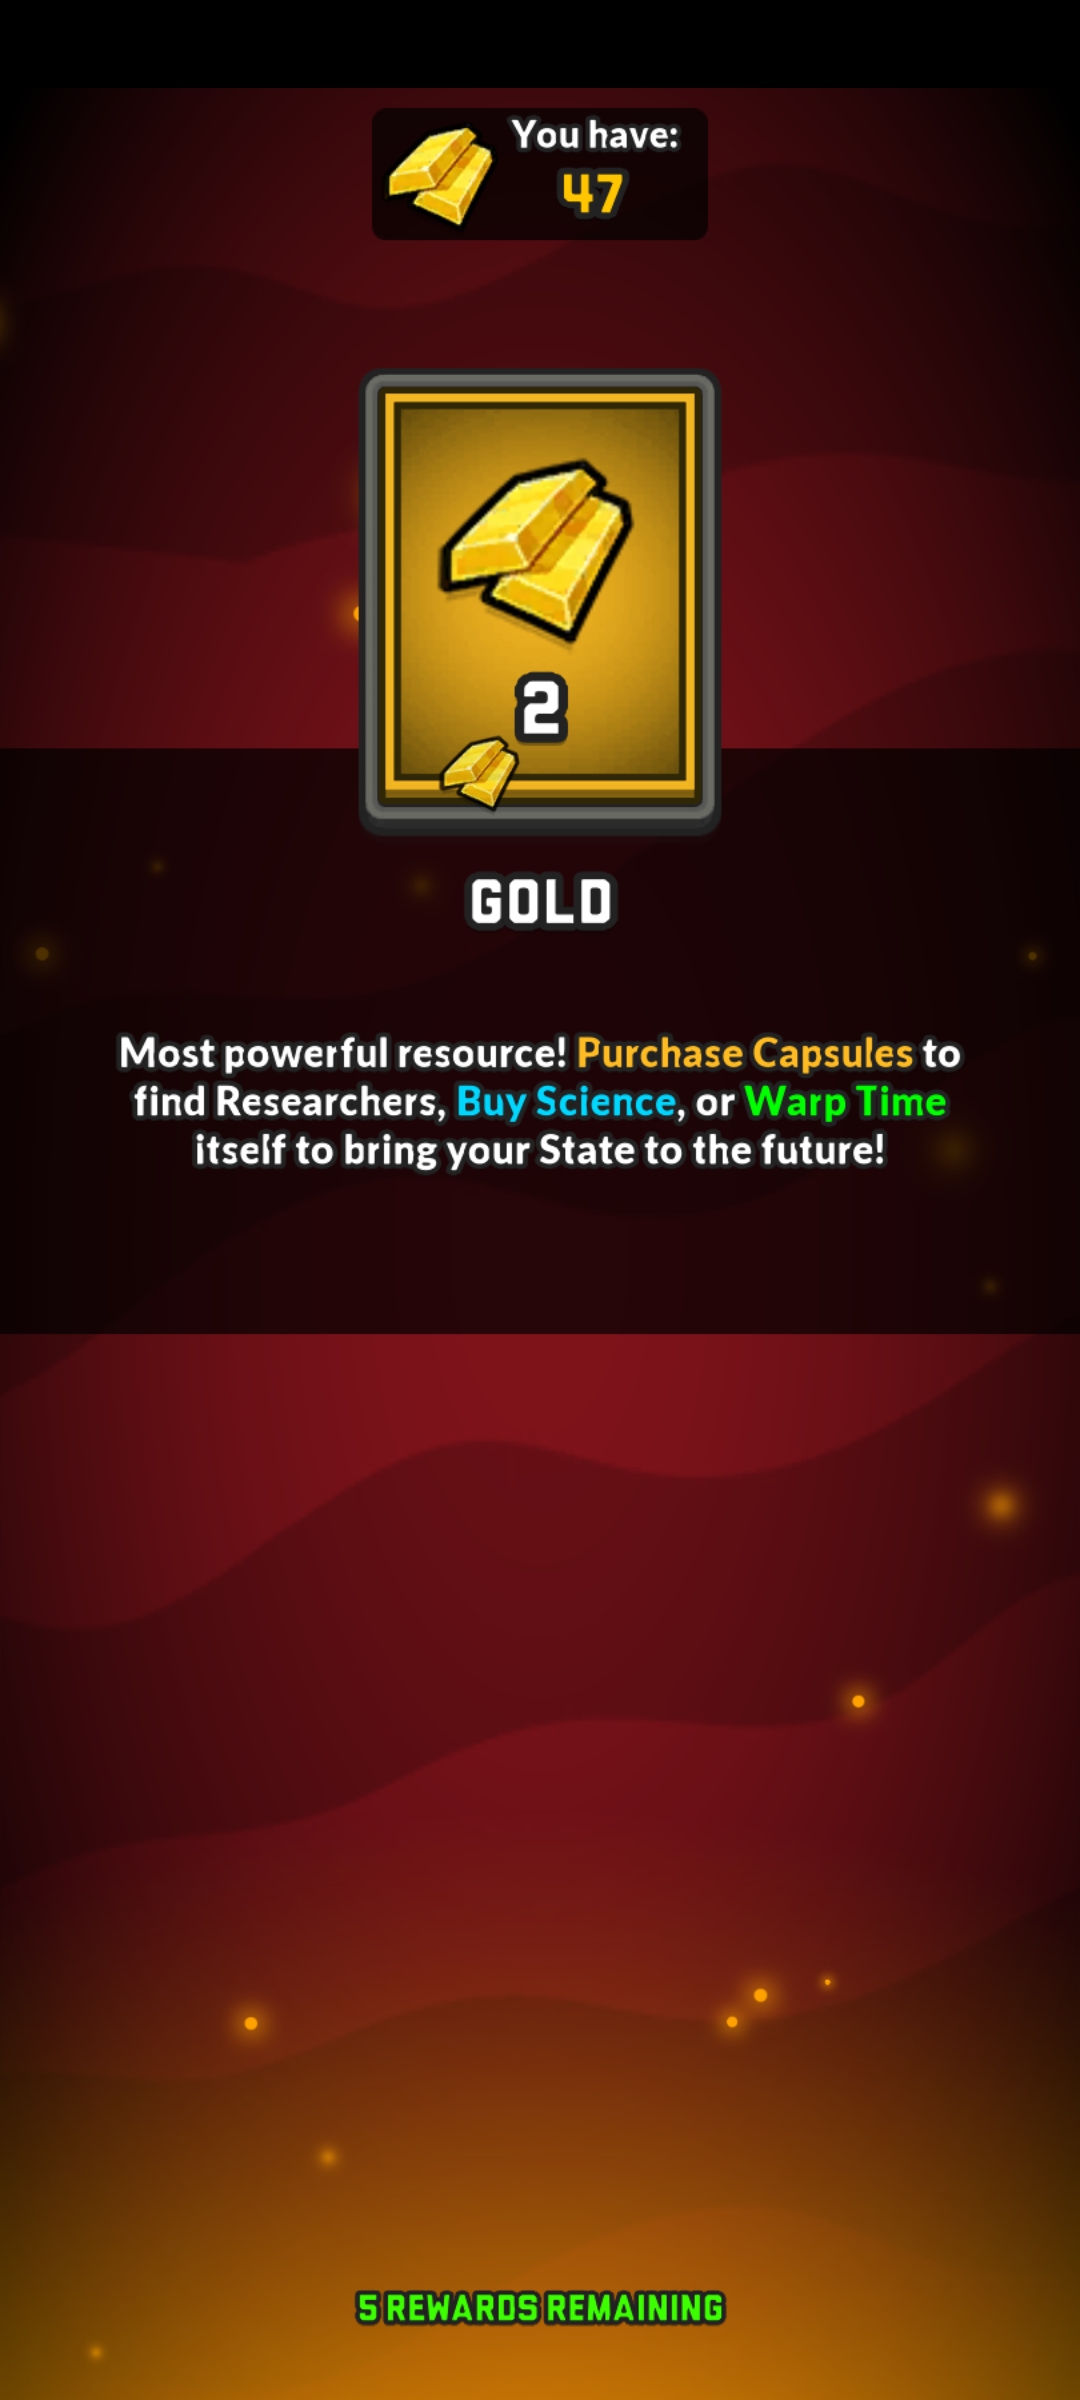 You have:
47
2
GOLD
Most powerful resource! Purchase Capsules to
find Researchers, Buy Science, or Warp Time
itself to bring your State to the future!
5 REWARDS REMAINING